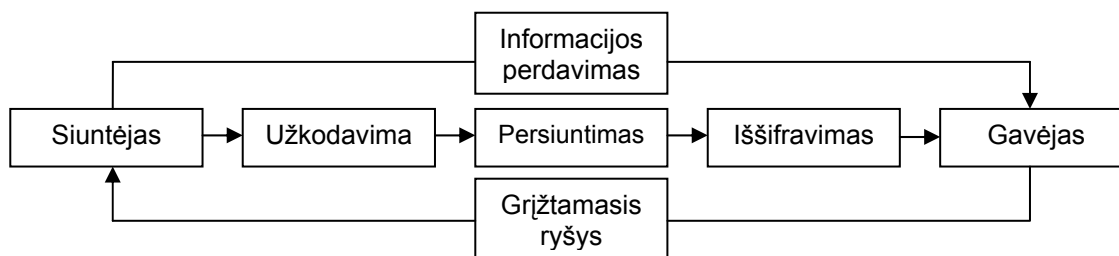 Informacijos
perdavimas
Siuntėjas
Užkodavima
Persiuntimas
Iššifravimas
Gavėjas
Grįžtamasis
ryšys